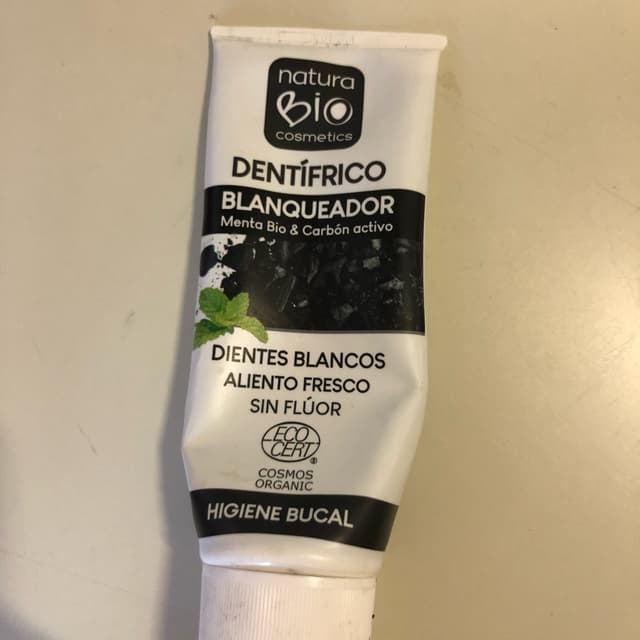 natura
Bio
cosmetics
DENTÍFRICO
BLANQUEADOR
Menta Bio & Carbón activo
DIENTES BLANCOS
ALIENTO FRESCO
SIN FLÚOR
ECO
CERT
®
COSMOS
ORGANIC
HIGIENE BUCAL